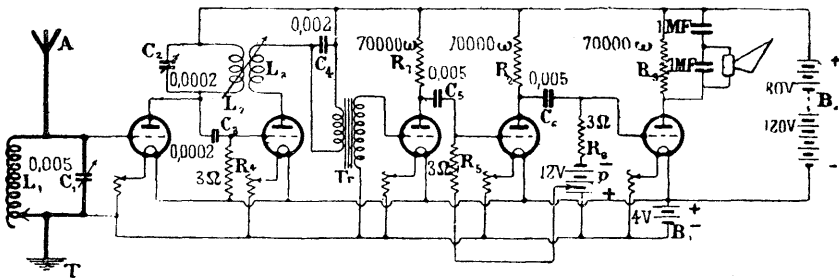 A
C₂
0,0002
L₂
L₃
0,002
C₄
70000ω
R₁
0,005
C₅
70000ω
R₂
0,005
C₆
70000ω
R₃
1MF
1MF
+
80V
B₂
120V
-
0,005
L₁
C₁
C₃
0,0002
3Ω
R₄
Tr
3Ω
R₅
3Ω
R₆
12V
-
p
+
4V
+
-
B₁
T